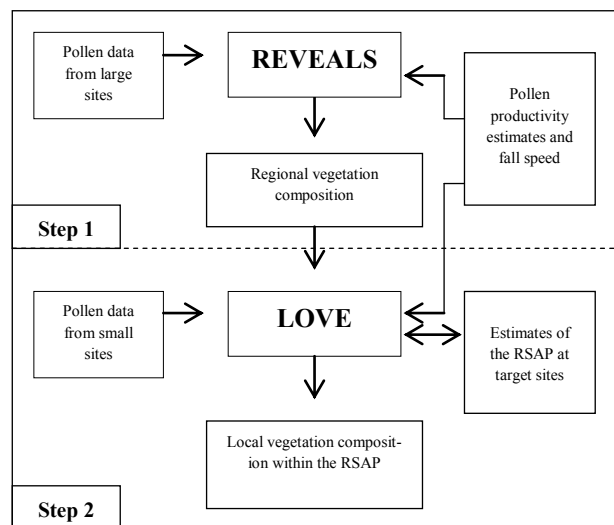 Pollen data
from large
sites
REVEALS
Pollen
productivity
estimates and
fall speed
Regional vegetation
composition
Step 1
Pollen data
from small
sites
LOVE
Estimates of
the RSAP at
target sites
Local vegetation composit-
ion within the RSAP
Step 2